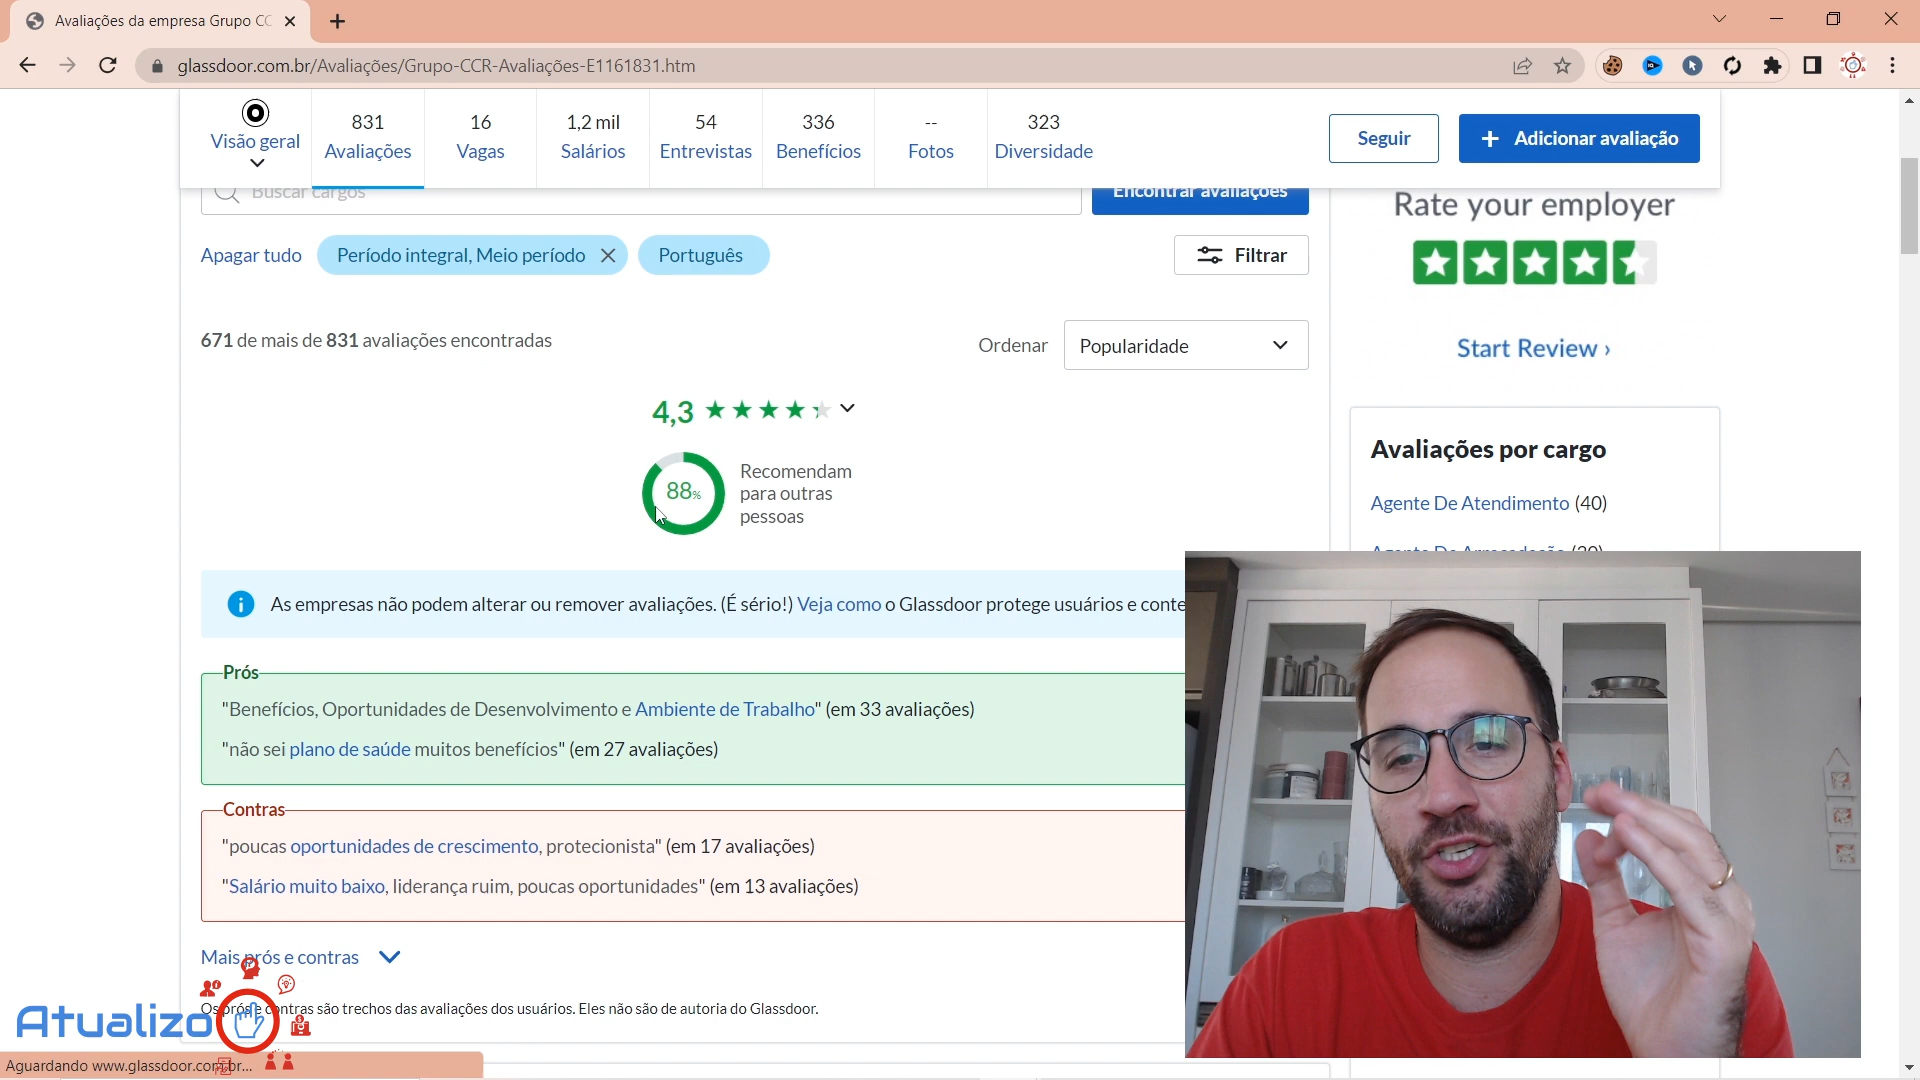 Avaliações da empresa Grupo CC
glassdoor.com.br/Avaliações/Grupo-CCR-Avaliações-E1161831.htm
Visão geral
831
Avaliações
16
Vagas
1,2 mil
Salários
54
Entrevistas
336
Benefícios
--
Fotos
323
Diversidade
Seguir
+ Adicionar avaliação
Buscar cargos
Encontrar avaliações
Rate your employer
Start Review ›
Apagar tudo
Período integral, Meio período
Português
Filtrar
671 de mais de 831 avaliações encontradas
Ordenar
Popularidade
4,3
88%
Recomendam
para outras
pessoas
Avaliações por cargo
Agente De Atendimento (40)
As empresas não podem alterar ou remover avaliações. (É sério!) Veja como o Glassdoor protege usuários e conte
Prós
"Benefícios, Oportunidades de Desenvolvimento e Ambiente de Trabalho" (em 33 avaliações)
"não sei plano de saúde muitos benefícios" (em 27 avaliações)
Contras
"poucas oportunidades de crescimento, protecionista" (em 17 avaliações)
"Salário muito baixo, liderança ruim, poucas oportunidades" (em 13 avaliações)
Mais prós e contras
Os prós e contras são trechos das avaliações dos usuários. Eles não são de autoria do Glassdoor.
Atualizo
Aguardando www.glassdoor.com.br...